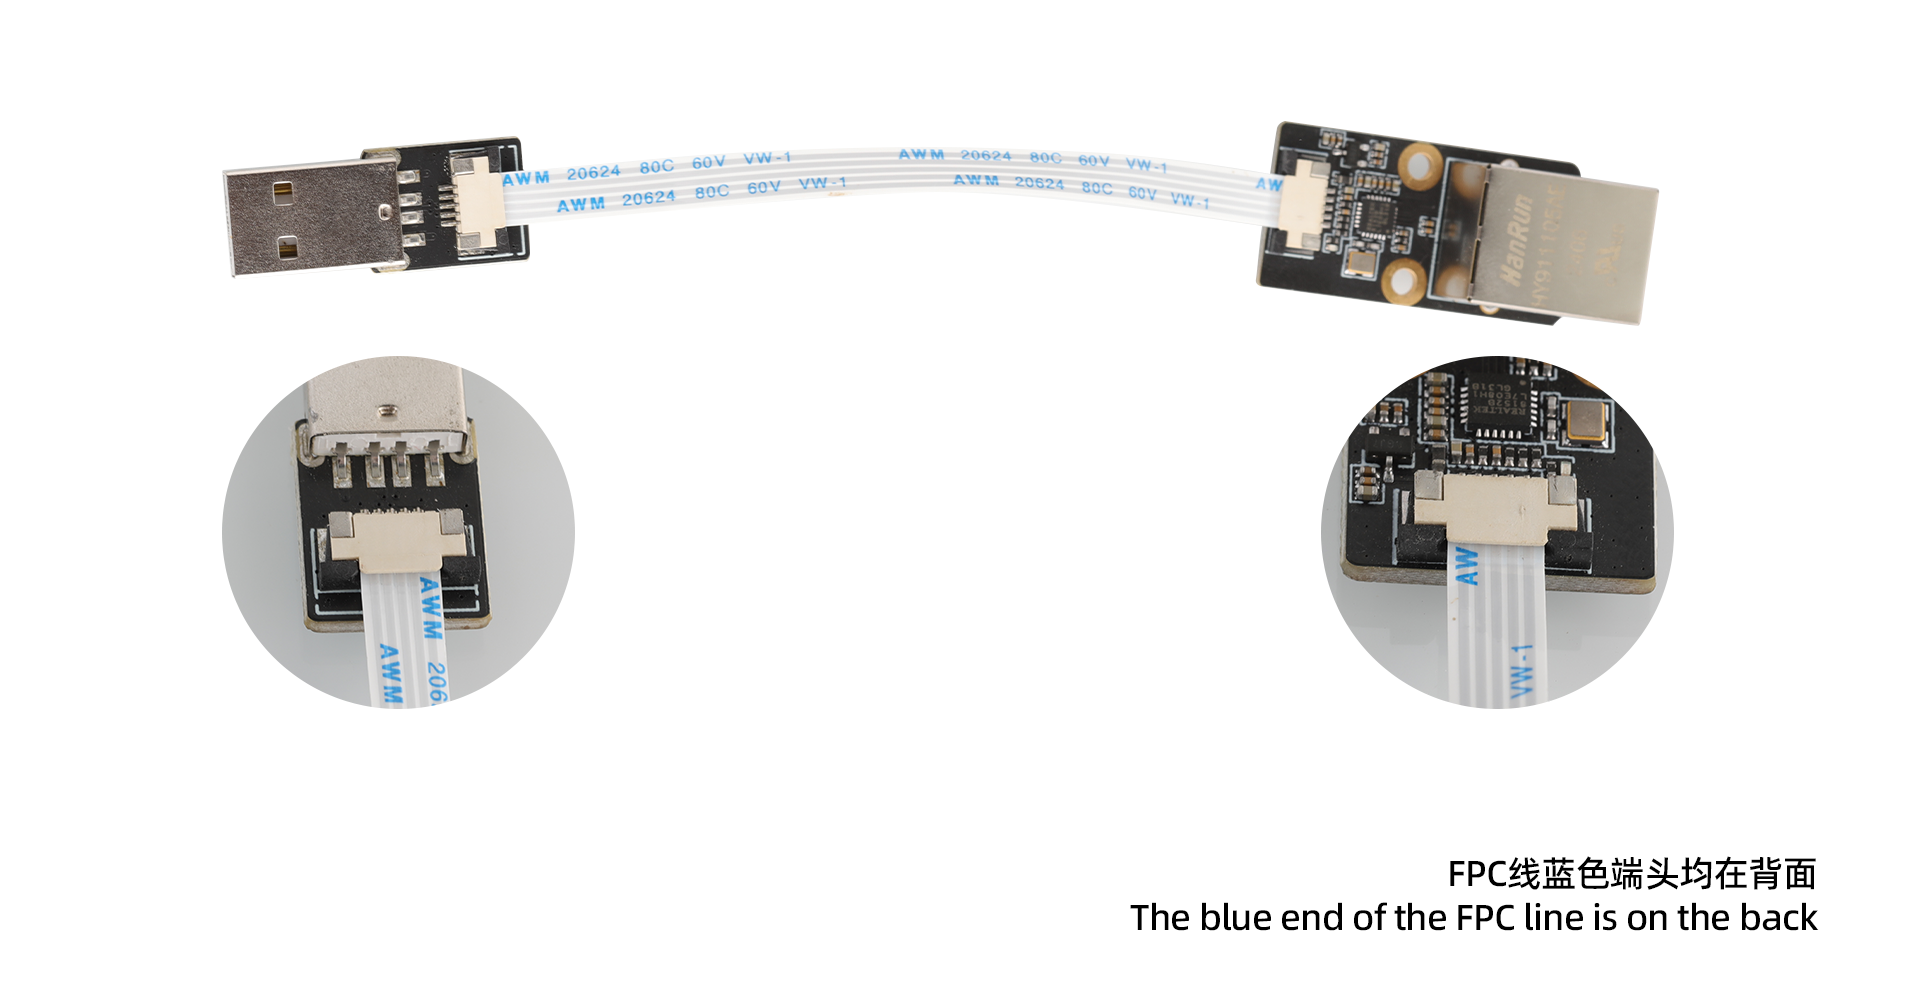 AWM 20624 80C 60V VW-1 AWM 20624 80C 60V VW-1 AW
AWM 20624 80C 60V VW-1 AWM 20624 80C 60V VW-1
HanRun
AWM 206
AWM
REALTEK
AW
VW-1
FPC线蓝色端头均在背面
The blue end of the FPC line is on the back